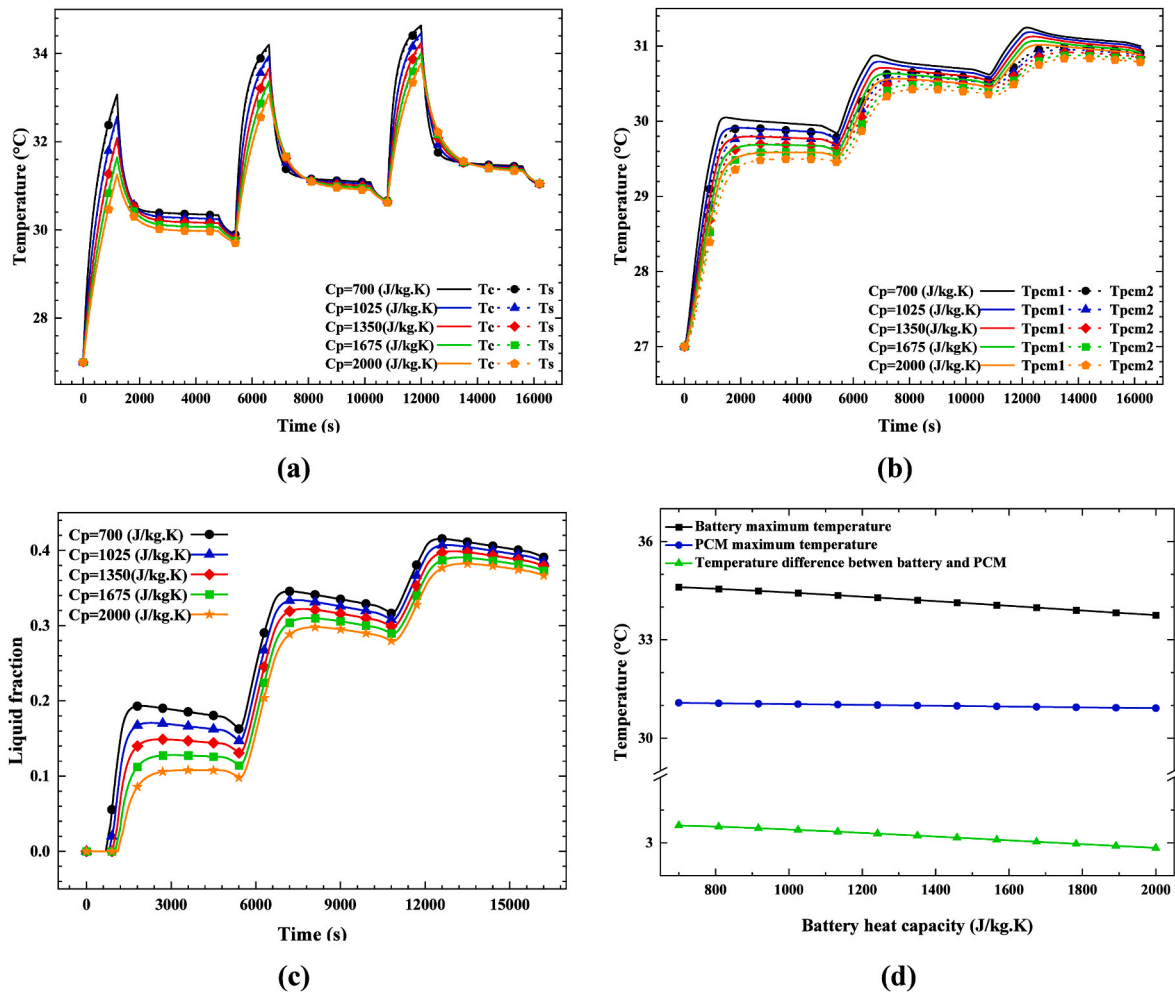 34
32
30
28
Temperature (°C)
Cp=700 (J/kg.K) Tc Ts
Cp=1025 (J/kg.K) Tc Ts
Cp=1350(J/kg.K) Tc Ts
Cp=1675 (J/kgK) Tc Ts
Cp=2000 (J/kg.K) Tc Ts
0 2000 4000 6000 8000 10000 12000 14000 16000
Time (s)
(a)
31
30
29
28
27
Temperature (°C)
Cp=700 (J/kg.K) Tpcm1 Tpcm2
Cp=1025 (J/kg.K) Tpcm1 Tpcm2
Cp=1350(J/kg.K) Tpcm1 Tpcm2
Cp=1675 (J/kgK) Tpcm1 Tpcm2
Cp=2000 (J/kg.K) Tpcm1 Tpcm2
0 2000 4000 6000 8000 10000 12000 14000 16000
Time (s)
(b)
0.4
0.3
0.2
0.1
0.0
Liquid fraction
Cp=700 (J/kg.K)
Cp=1025 (J/kg.K)
Cp=1350(J/kg.K)
Cp=1675 (J/kgK)
Cp=2000 (J/kg.K)
0 3000 6000 9000 12000 15000
Time (s)
(c)
36
33
30
3
Temperature (°C)
Battery maximum temperature
PCM maximum temperature
Temperature difference betwen battery and PCM
800 1000 1200 1400 1600 1800 2000
Battery heat capacity (J/kg.K)
(d)